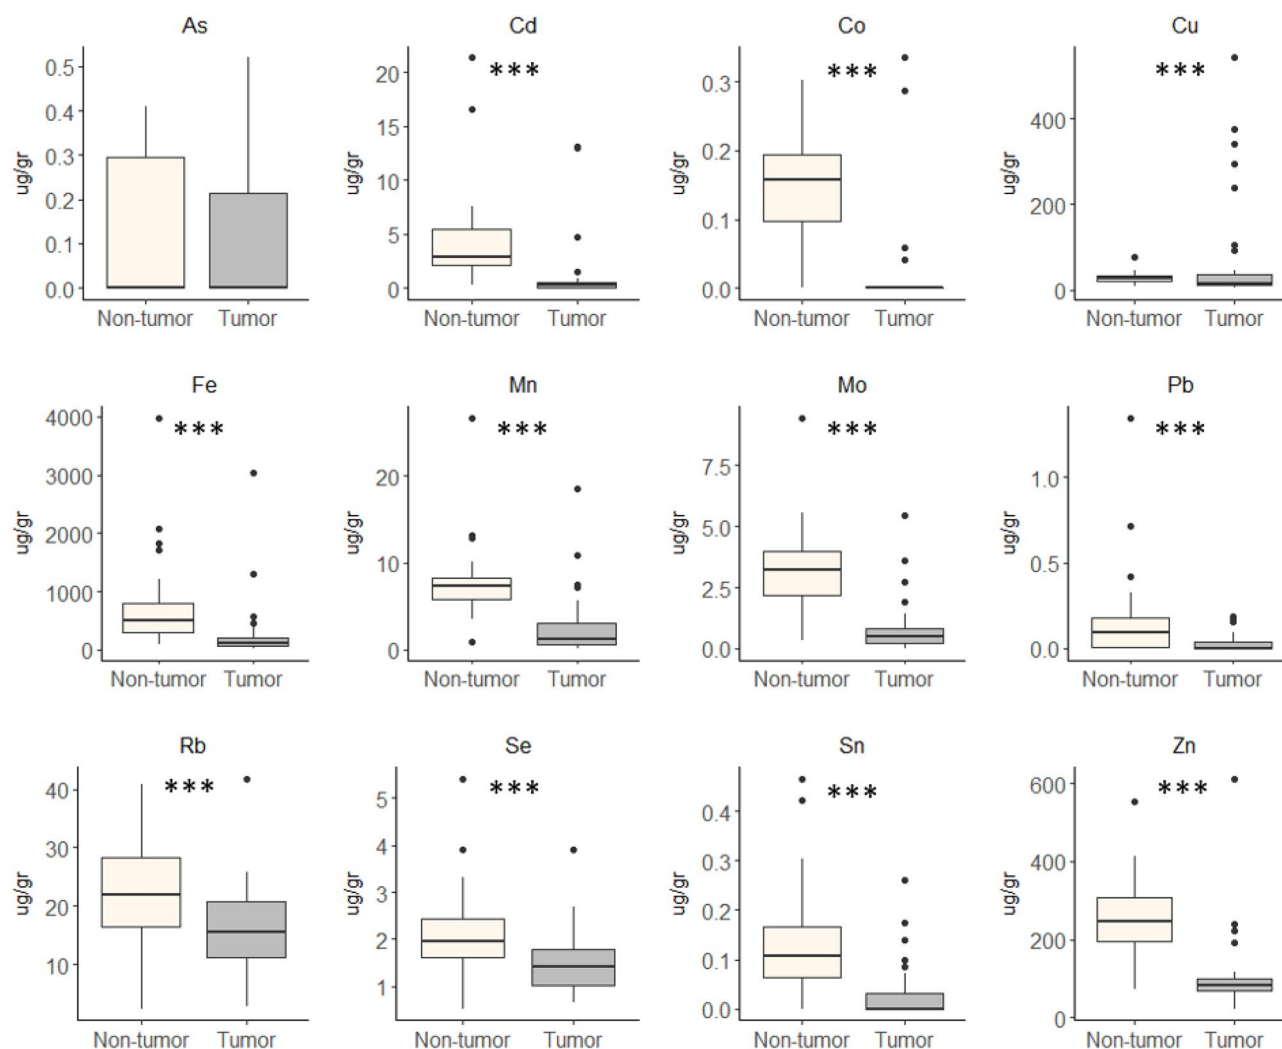 As
Cd
Co
Cu
0.5
0.4
0.3
0.2
0.1
0.0
ug/gr
***
20
15
10
5
0
ug/gr
***
0.3
0.2
0.1
0.0
ug/gr
***
400
200
0
ug/gr
Non-tumor Tumor
Non-tumor Tumor
Non-tumor Tumor
Non-tumor Tumor
Fe
Mn
Mo
Pb
***
4000
3000
2000
1000
0
ug/gr
***
20
10
0
ug/gr
***
7.5
5.0
2.5
0.0
ug/gr
***
1.0
0.5
0.0
ug/gr
Non-tumor Tumor
Non-tumor Tumor
Non-tumor Tumor
Non-tumor Tumor
Rb
Se
Sn
Zn
***
40
30
20
10
ug/gr
***
5
4
3
2
1
ug/gr
***
0.4
0.3
0.2
0.1
0.0
ug/gr
***
600
400
200
0
ug/gr
Non-tumor Tumor
Non-tumor Tumor
Non-tumor Tumor
Non-tumor Tumor